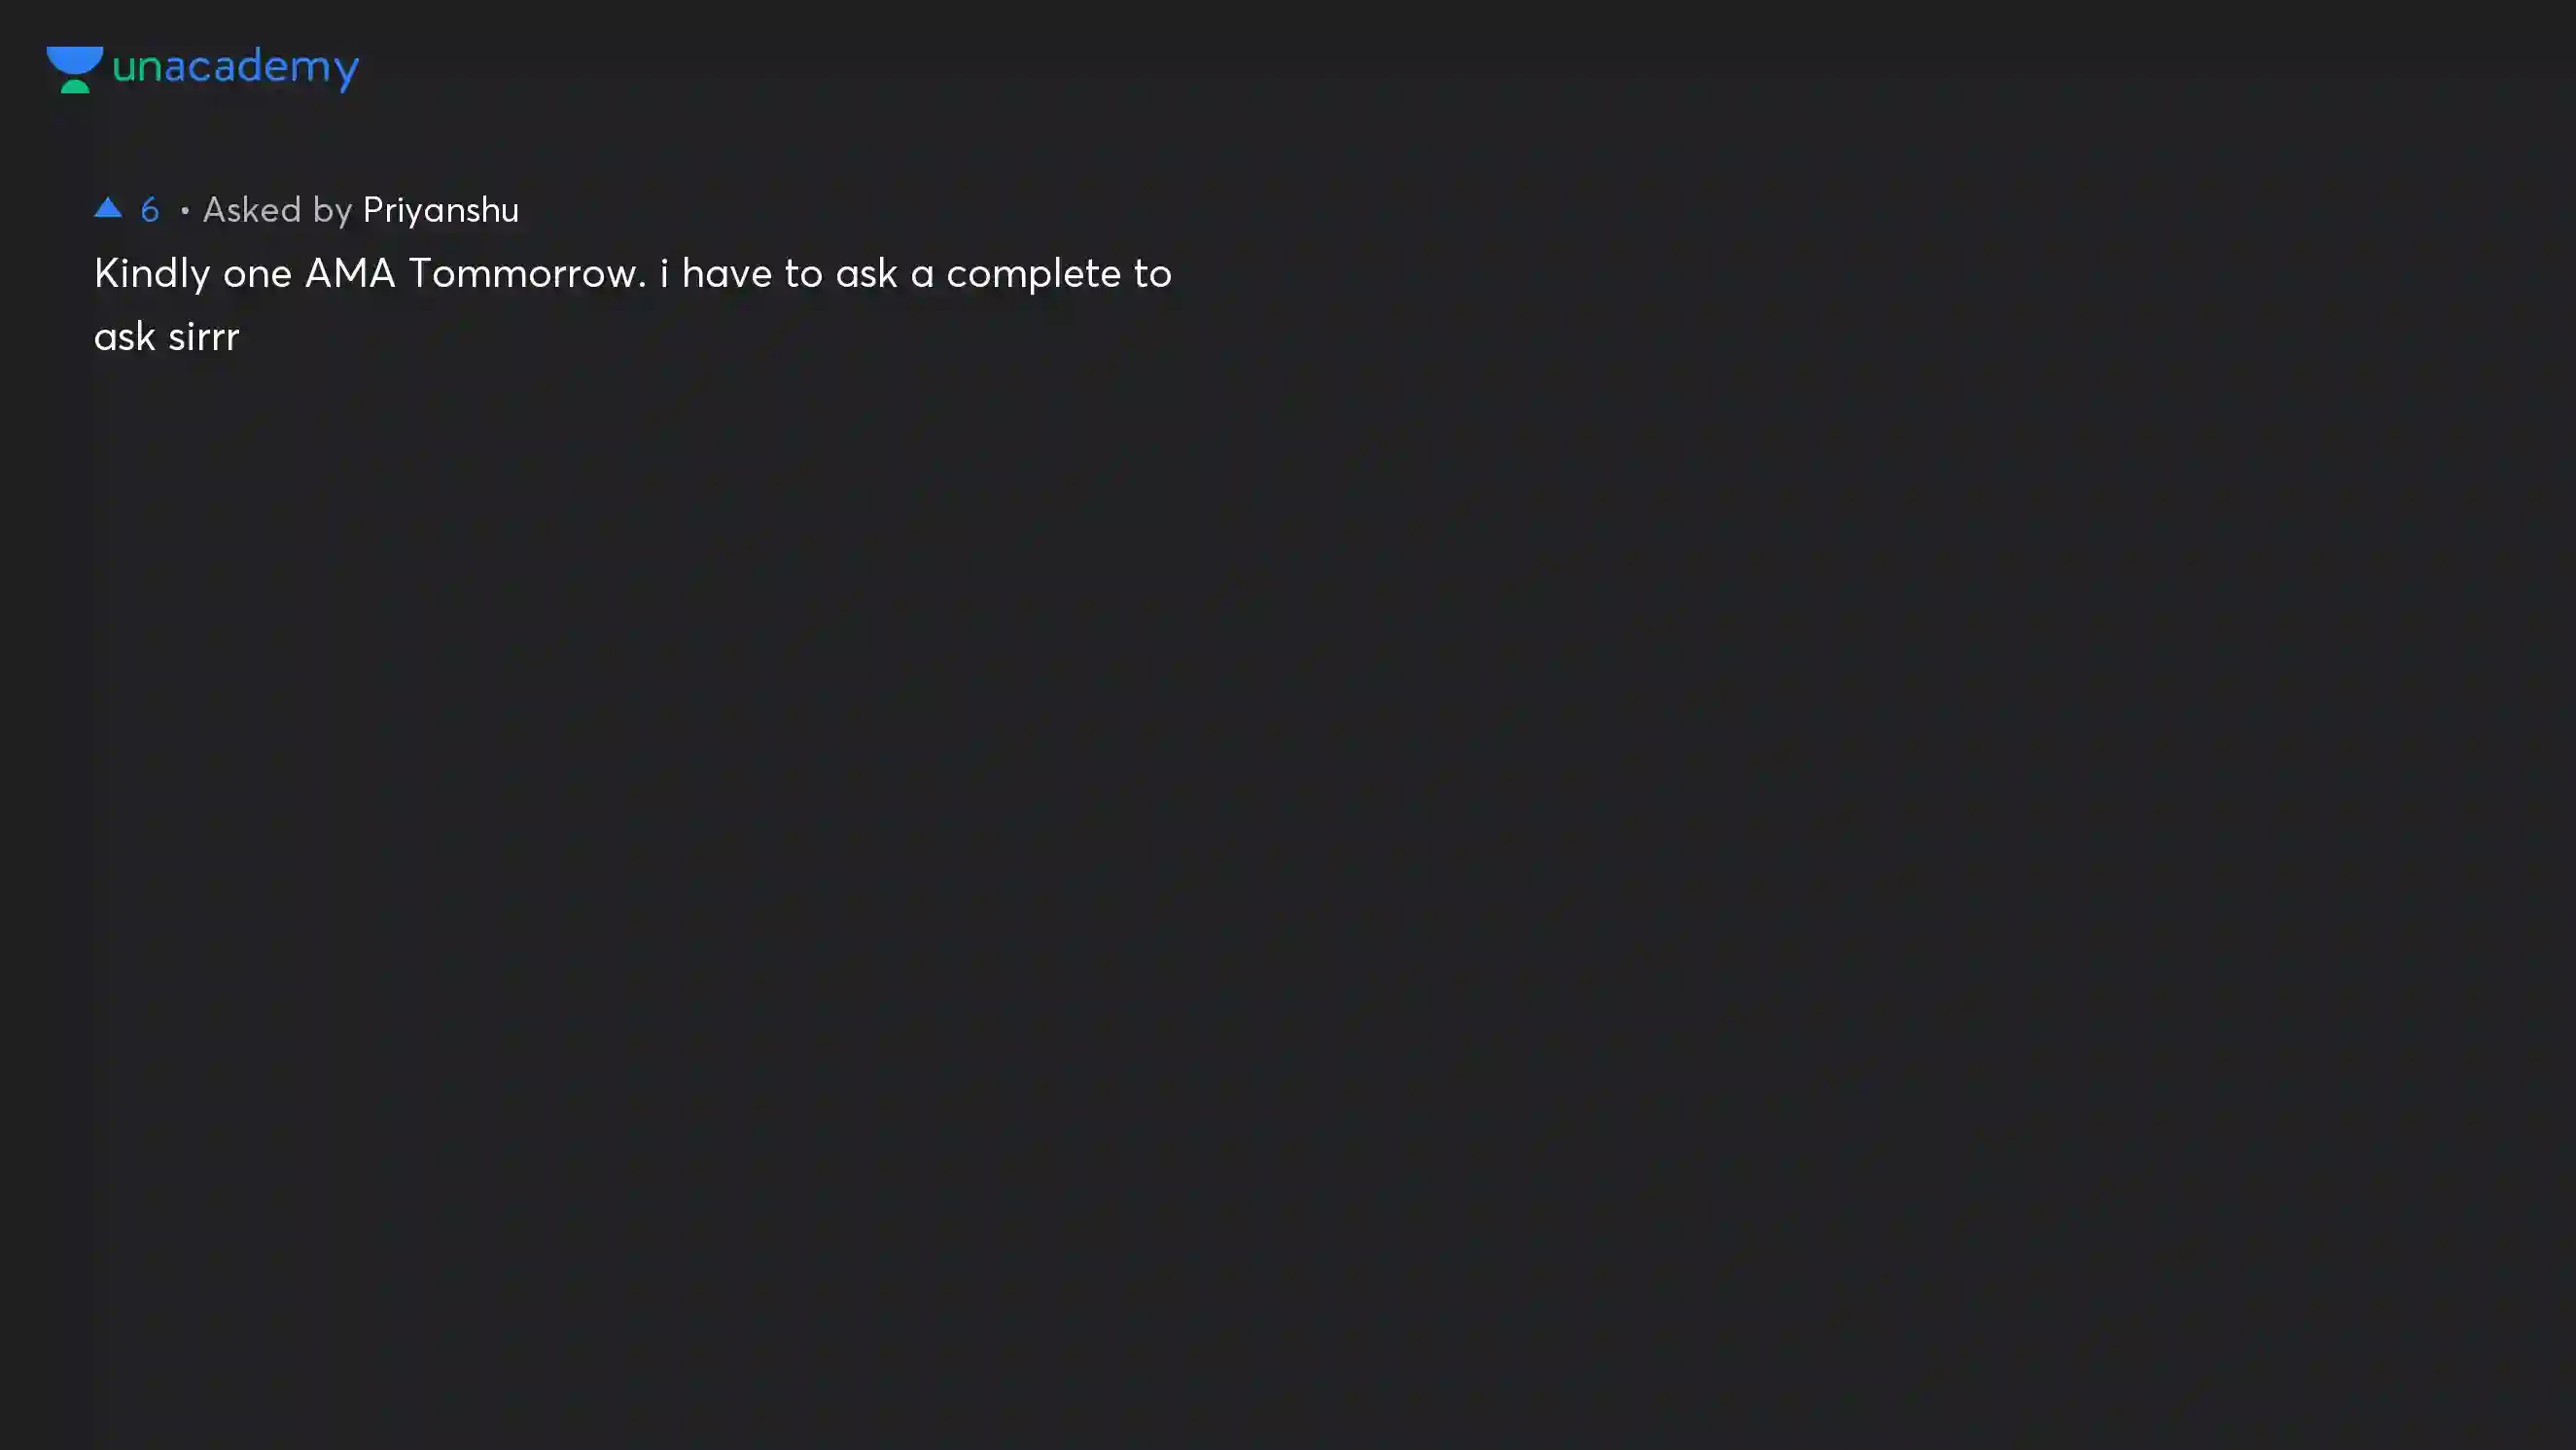 unacademy
▲ 6 • Asked by Priyanshu
Kindly one AMA Tommorrow. i have to ask a complete to
ask sirrr